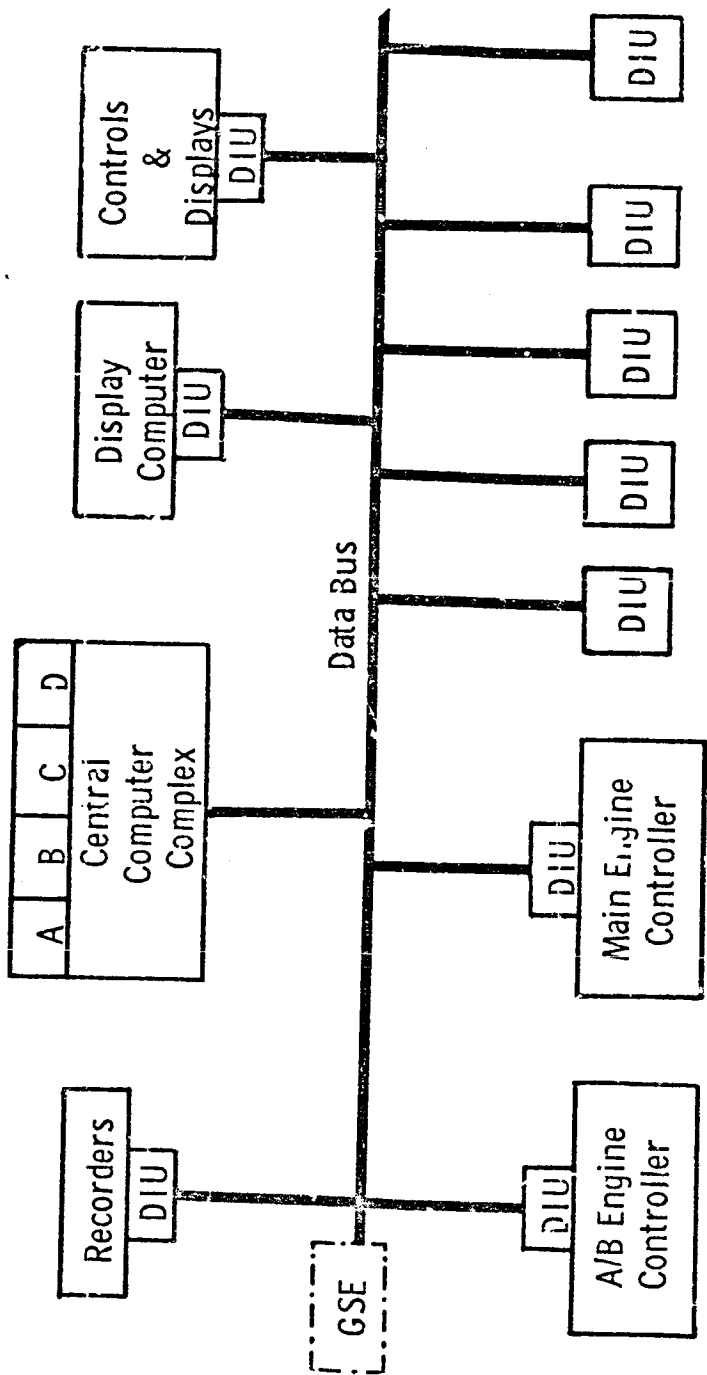 Recorders
DIU
A B C D
Central
Computer
Complex
Display
Computer
DIU
Controls
&
Displays
DIU
GSE
Data Bus
DIU
A/B Engine
Controller
DIU
Main Engine
Controller
DIU
DIU
DIU
DIU
DIU